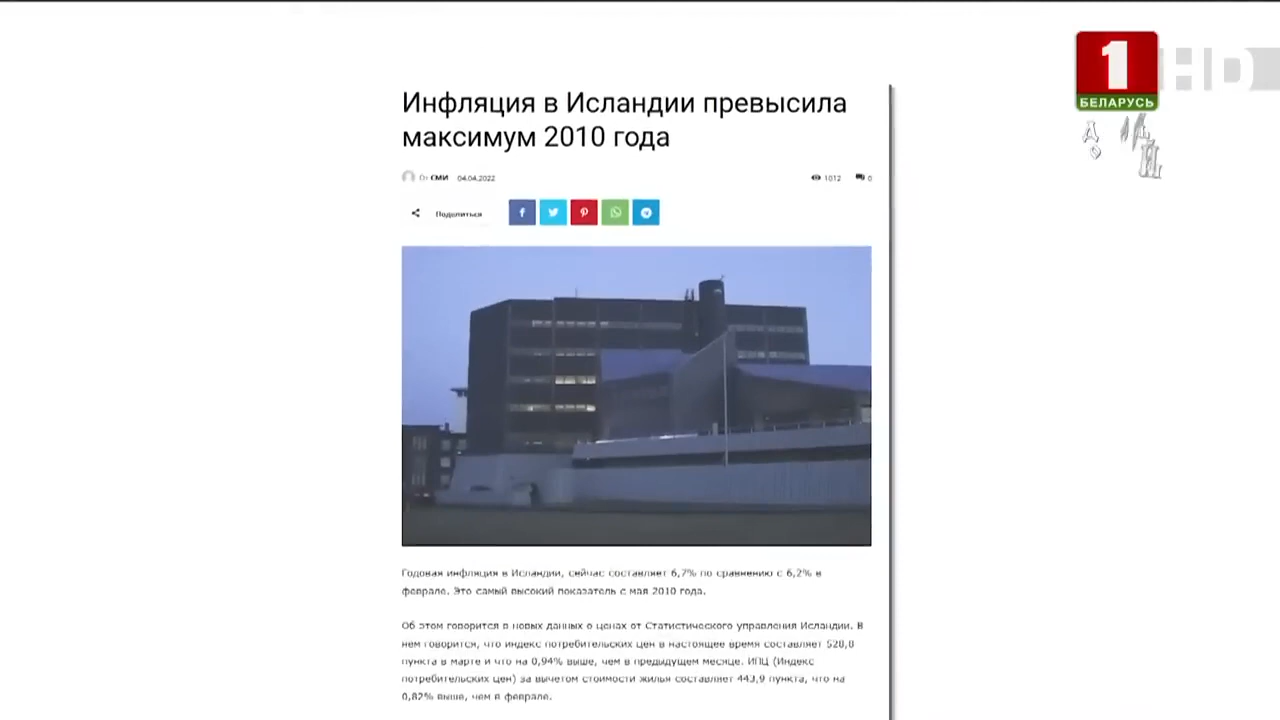 1
HD
БЕЛАРУСЬ
Инфляция в Исландии превысила
максимум 2010 года
От СМИ 04.04.2022 1012 0
Поделиться
Годовая инфляция в Исландии, сейчас составляет 6,7% по сравнению с 6,2% в
феврале. Это самый высокий показатель с мая 2010 года.
Об этом говорится в новых данных о ценах от Статистического управления Исландии. В
нем говорится, что индекс потребительских цен в настоящее время составляет 528,8
пункта в марте и что на 0,94% выше, чем в предыдущем месяце. ИПЦ (Индекс
потребительских цен) за вычетом стоимости жилья составляет 443,9 пункта, что на
0,82% выше, чем в феврале.